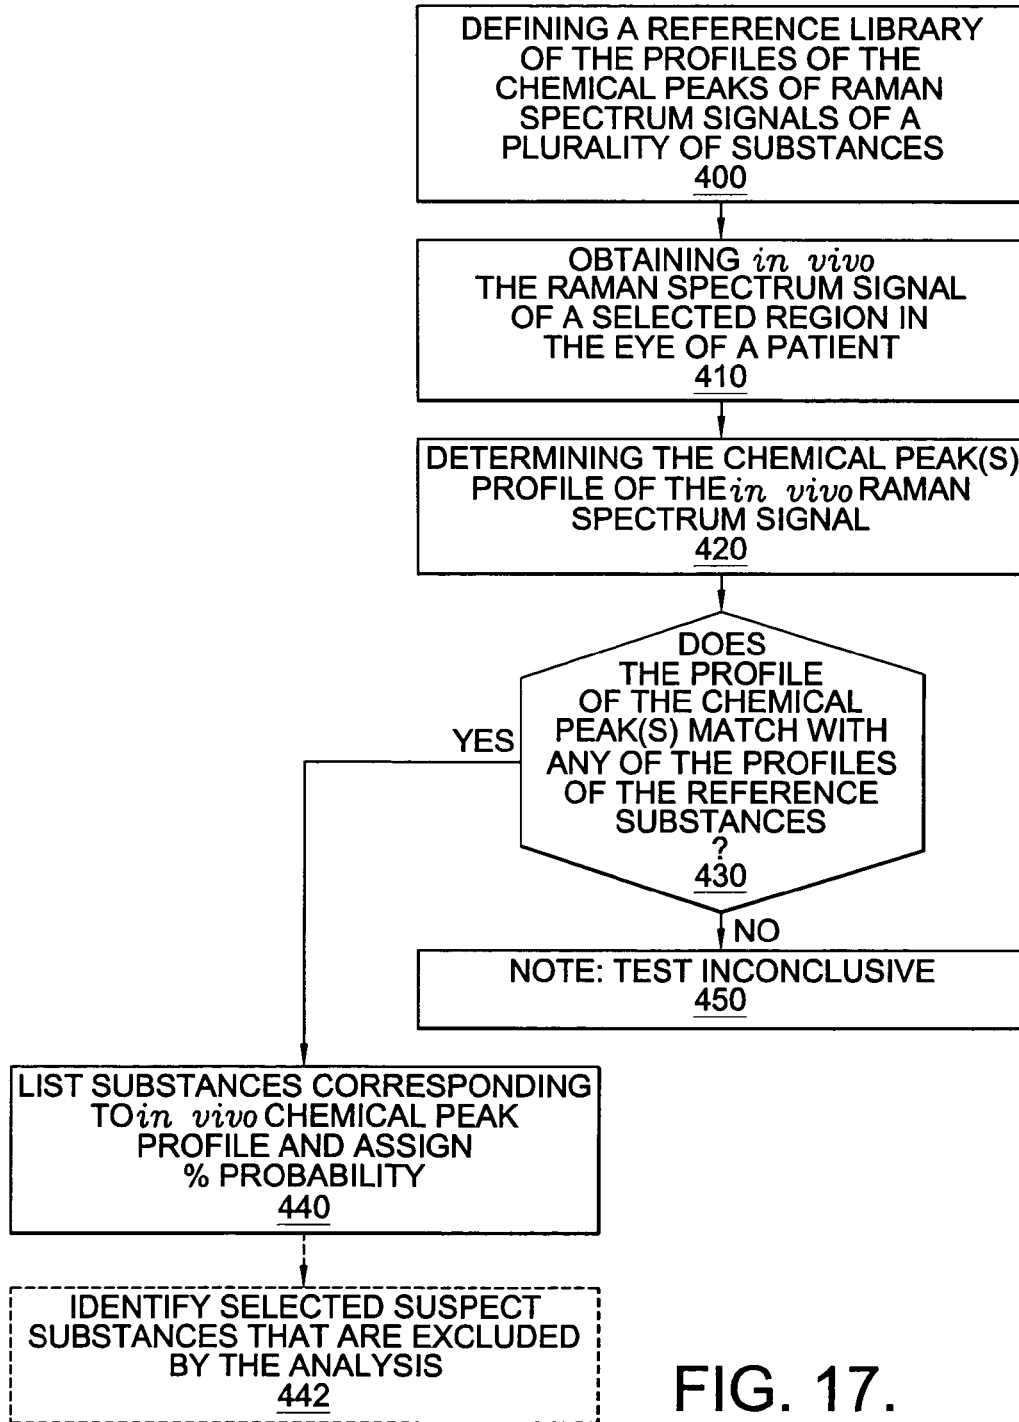 DEFINING A REFERENCE LIBRARY
OF THE PROFILES OF THE
CHEMICAL PEAKS OF RAMAN
SPECTRUM SIGNALS OF A
PLURALITY OF SUBSTANCES
400
OBTAINING in vivo
THE RAMAN SPECTRUM SIGNAL
OF A SELECTED REGION IN
THE EYE OF A PATIENT
410
DETERMINING THE CHEMICAL PEAK(S)
PROFILE OF THE in vivo RAMAN
SPECTRUM SIGNAL
420
DOES
THE PROFILE
OF THE CHEMICAL
PEAK(S) MATCH WITH
ANY OF THE PROFILES
OF THE REFERENCE
SUBSTANCES
?
430
YES
NO
NOTE: TEST INCONCLUSIVE
450
LIST SUBSTANCES CORRESPONDING
TO in vivo CHEMICAL PEAK
PROFILE AND ASSIGN
% PROBABILITY
440
IDENTIFY SELECTED SUSPECT
SUBSTANCES THAT ARE EXCLUDED
BY THE ANALYSIS
442
FIG. 17.